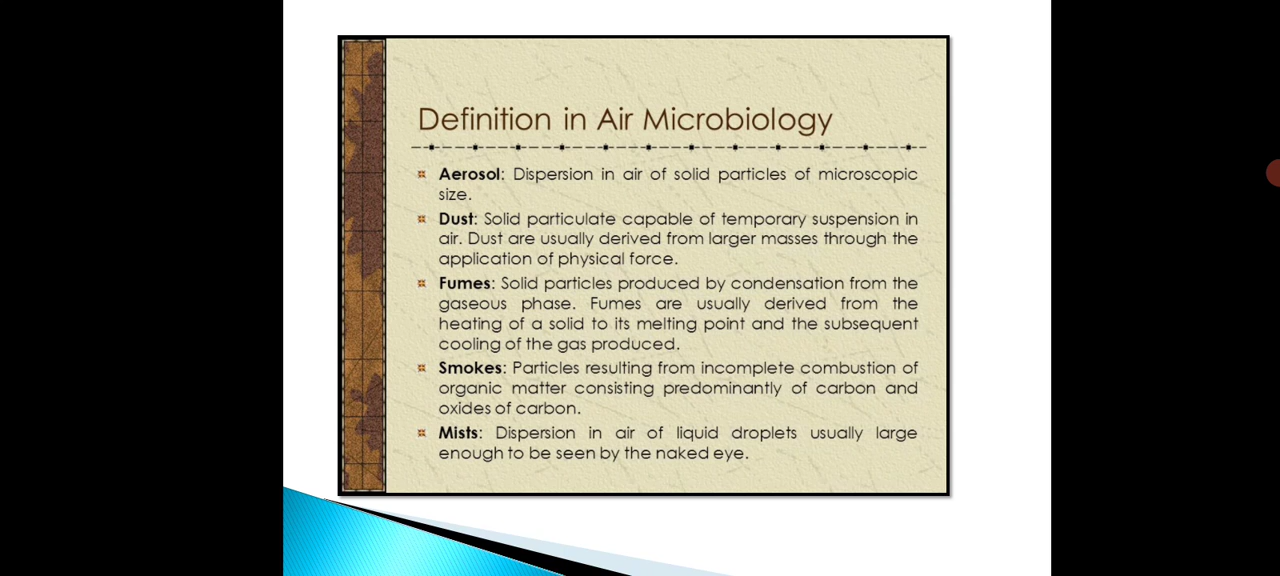 Definition in Air Microbiology
Aerosol: Dispersion in air of solid particles of microscopic
size.
Dust: Solid particulate capable of temporary suspension in
air. Dust are usually derived from larger masses through the
application of physical force.
Fumes: Solid particles produced by condensation from the
gaseous phase. Fumes are usually derived from the
heating of a solid to its melting point and the subsequent
cooling of the gas produced.
Smokes: Particles resulting from incomplete combustion of
organic matter consisting predominantly of carbon and
oxides of carbon.
Mists: Dispersion in air of liquid droplets usually large
enough to be seen by the naked eye.